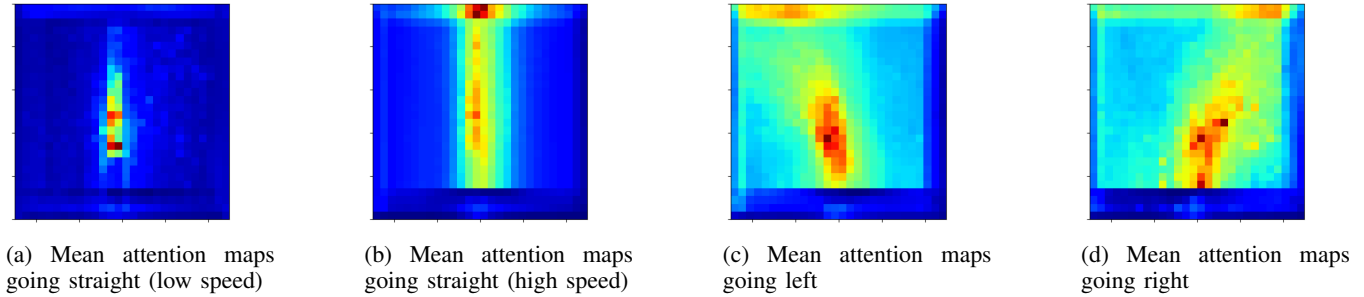 (a) Mean attention maps
going straight (low speed)
(b) Mean attention maps
going straight (high speed)
(c) Mean attention maps
going left
(d) Mean attention maps
going right